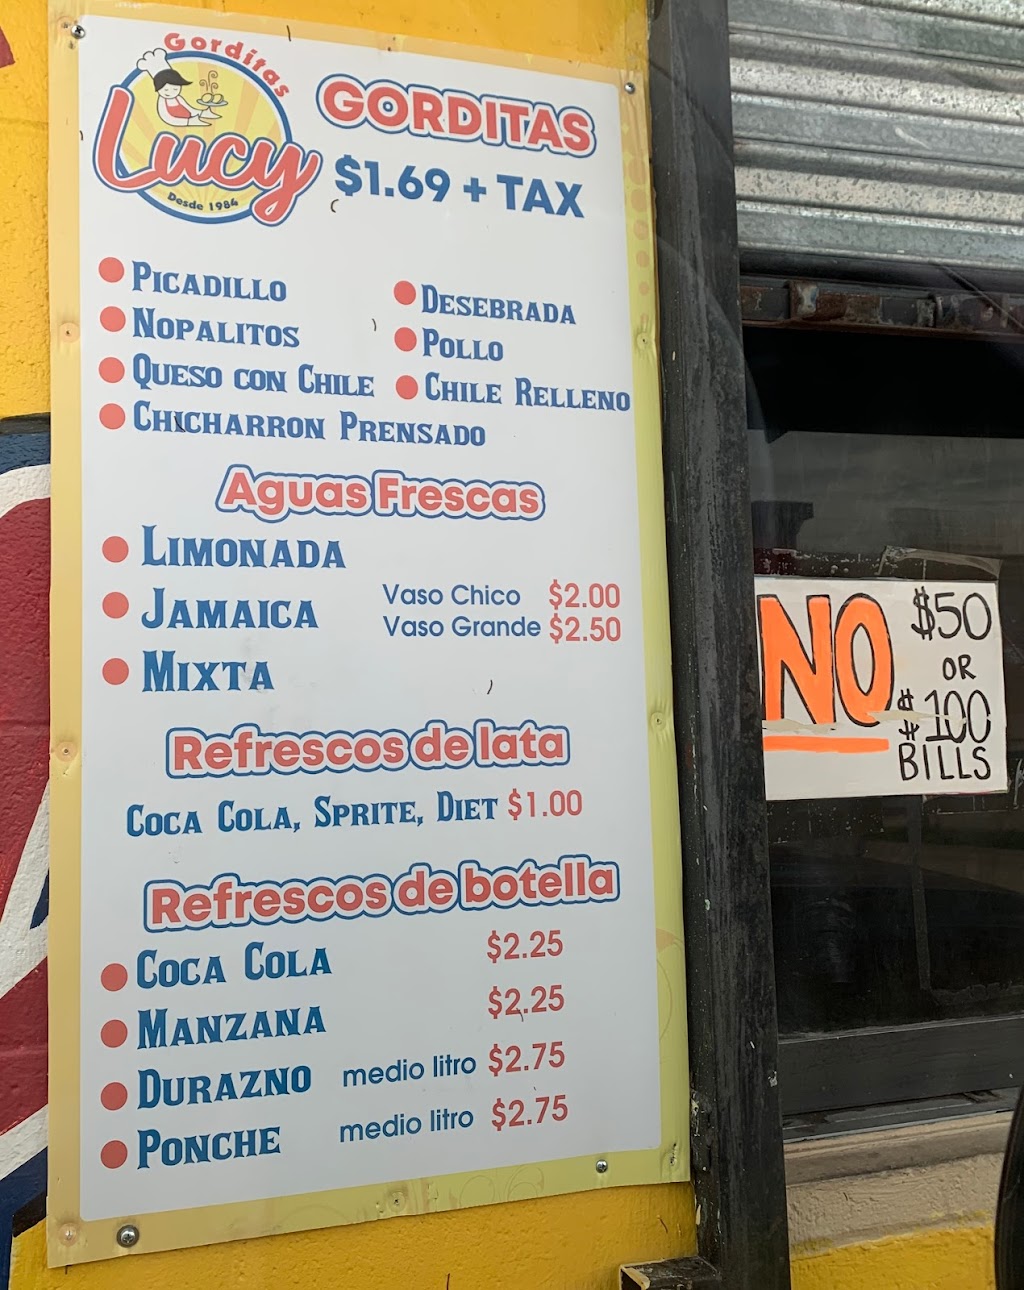 Gorditas
Lucy
Desde 1984
GORDITAS
$1.69 + TAX
PICADILLO
NOPALITOS
QUESO CON CHILE
CHICHARRON PRENSADO
DESEBRADA
POLLO
CHILE RELLENO
Aguas Frescas
LIMONADA
JAMAICA
MIXTA
Vaso Chico $2.00
Vaso Grande $2.50
Refrescos de lata
COCA COLA, SPRITE, DIET $1.00
Refrescos de botella
COCA COLA $2.25
MANZANA $2.25
DURAZNO medio litro $2.75
PONCHE medio litro $2.75
NO
$50
OR
$100
BILLS